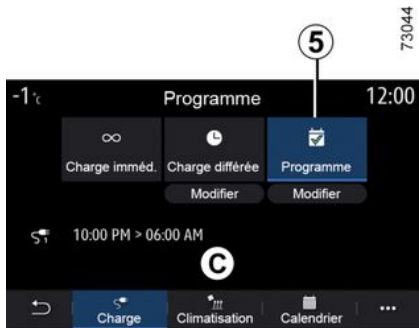 73044
5
-1°c Programme 12:00
∞
Charge imméd. Charge différée Programme
Modifier Modifier
10:00 PM > 06:00 AM
C
Charge Climatisation Calendrier ...